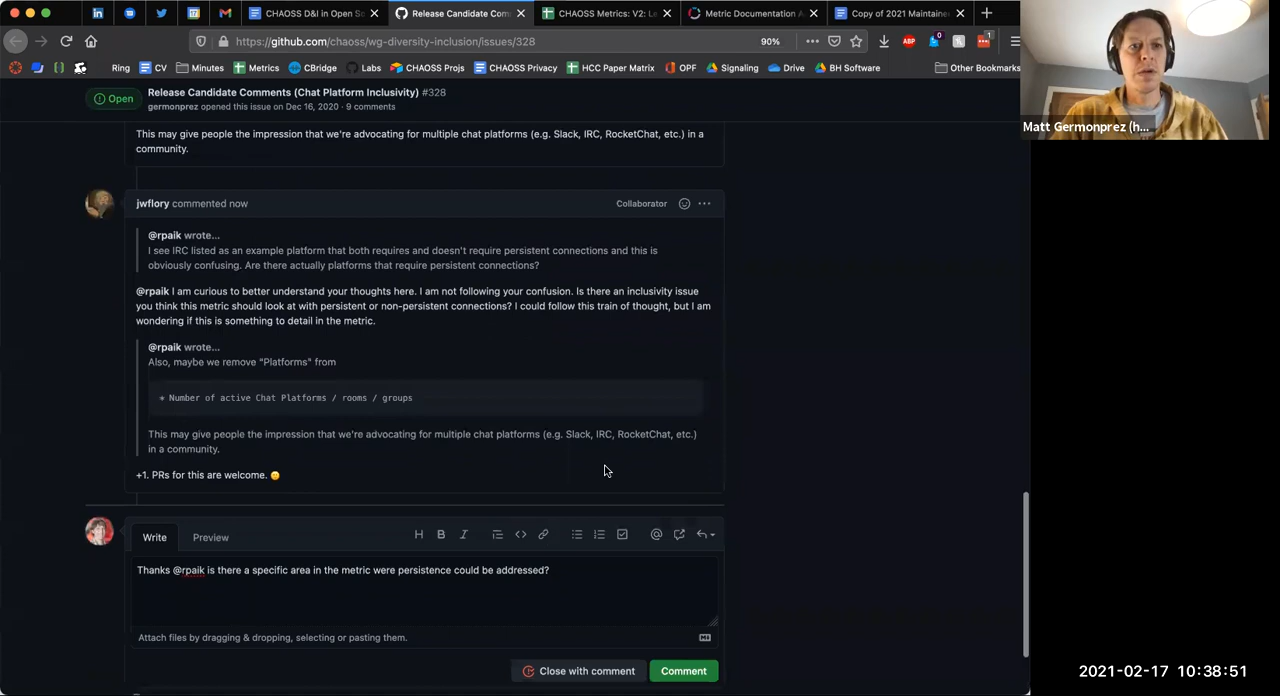 CHAOSS D&I in Open So
Release Candidate Com
CHAOSS Metrics: V2: Le
Metric Documentation A
Copy of 2021 Maintaine
https://github.com/chaoss/wg-diversity-inclusion/issues/328
90%
ABP
0
1
Ring
CV
Minutes
Metrics
CBridge
Labs
CHAOSS Projs
CHAOSS Privacy
HCC Paper Matrix
OPF
Signaling
Drive
BH Software
Other Bookmarks
Open
Release Candidate Comments (Chat Platform Inclusivity) #328
germonprez opened this issue on Dec 16, 2020 · 9 comments
This may give people the impression that we're advocating for multiple chat platforms (e.g. Slack, IRC, RocketChat, etc.) in a
community.
jwflory commented now
Collaborator
@rpaik wrote...
I see IRC listed as an example platform that both requires and doesn't require persistent connections and this is
obviously confusing. Are there actually platforms that require persistent connections?
@rpaik I am curious to better understand your thoughts here. I am not following your confusion. Is there an inclusivity issue
you think this metric should look at with persistent or non-persistent connections? I could follow this train of thought, but I am
wondering if this is something to detail in the metric.
@rpaik wrote...
Also, maybe we remove "Platforms" from
* Number of active Chat Platforms / rooms / groups
This may give people the impression that we're advocating for multiple chat platforms (e.g. Slack, IRC, RocketChat, etc.)
in a community.
+1. PRs for this are welcome.
Write
Preview
Thanks @rpaik is there a specific area in the metric were persistence could be addressed?
Attach files by dragging & dropping, selecting or pasting them.
Close with comment
Comment
Matt Germonprez (h...
2021-02-17 10:38:51